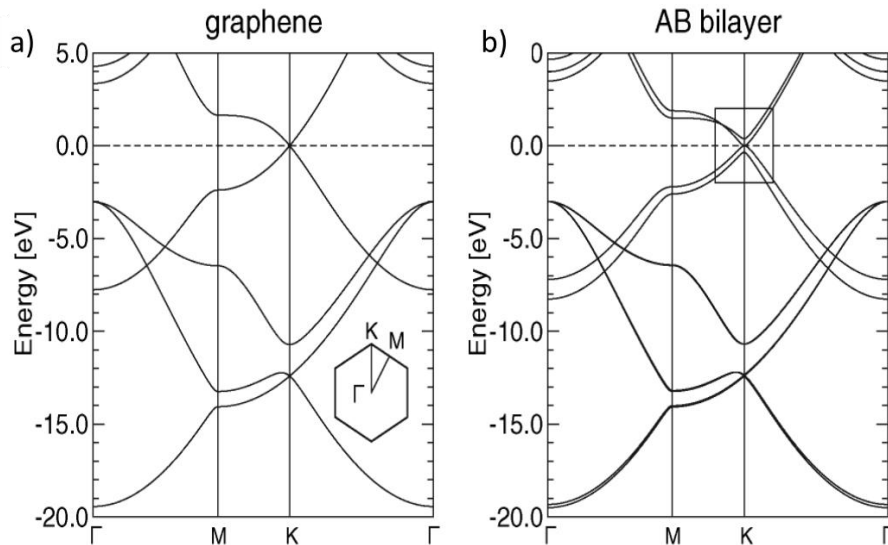 graphene
a)
5.0
0.0
-5.0
-10.0
-15.0
-20.0
Energy [eV]
K
M
Γ
Γ
M
K
Γ
AB bilayer
b)
0
0.0
-5.0
-10.0
-15.0
-20.0
Energy [eV]
Γ
M
K
Γ